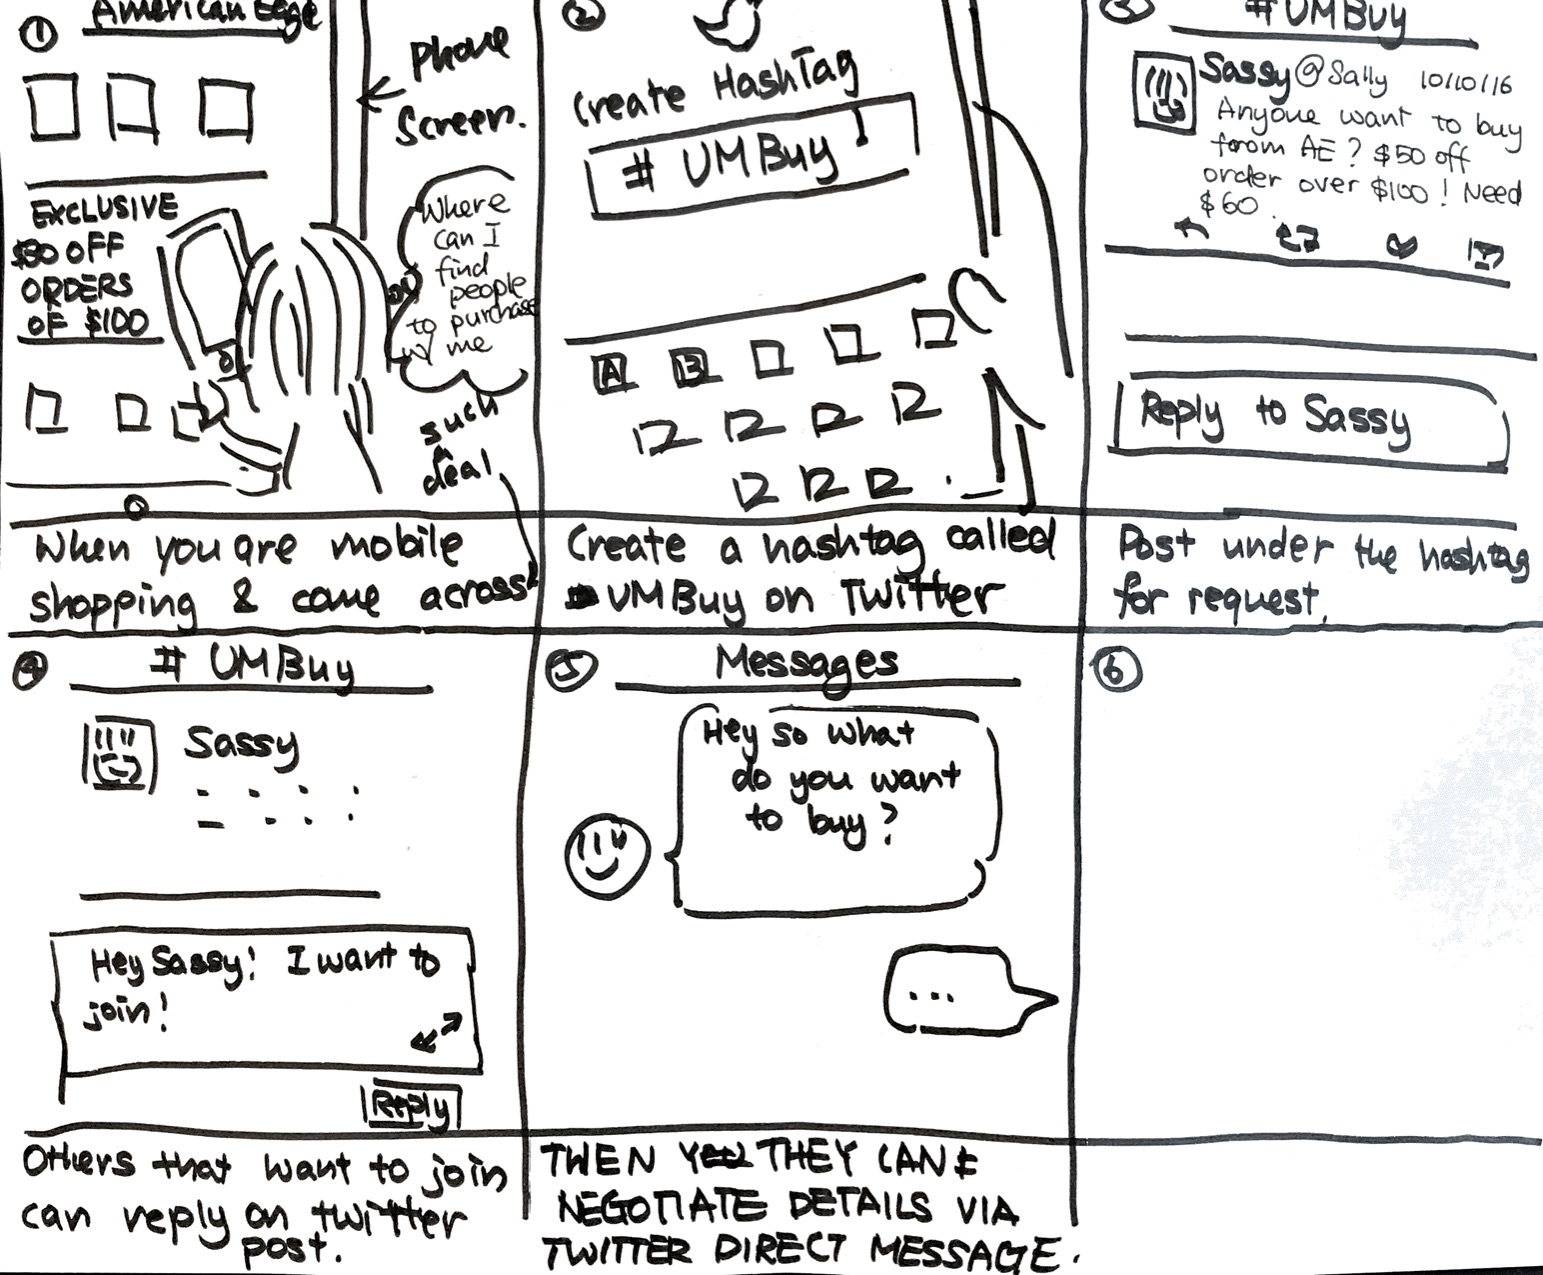 ①
American Edge
Phone
Screen.
EXCLUSIVE
$30 OFF
ORDERS
OF $100
Where
can I
find
people
to purchase
w/ me
When you are mobile
shopping & come across
such
deal
②
Create HashTag
# UMBuy
A B
Create a hashtag called
UMBuy on Twitter
③
#UMBuy
Sassy @Sally 10/10/16
Anyone want to buy
from AE? $50 off
order over $100! Need
$60.
Reply to Sassy
Post under the hashtag
for request.
④
# UMBuy
Sassy
Hey Sassy! I want to
join!
Reply
Others that want to join
can reply on twitter
post.
⑤
Messages
Hey so what
do you want
to buy?
...
THEN THEY CAN
NEGOTIATE DETAILS VIA
TWITTER DIRECT MESSAGE.
⑥